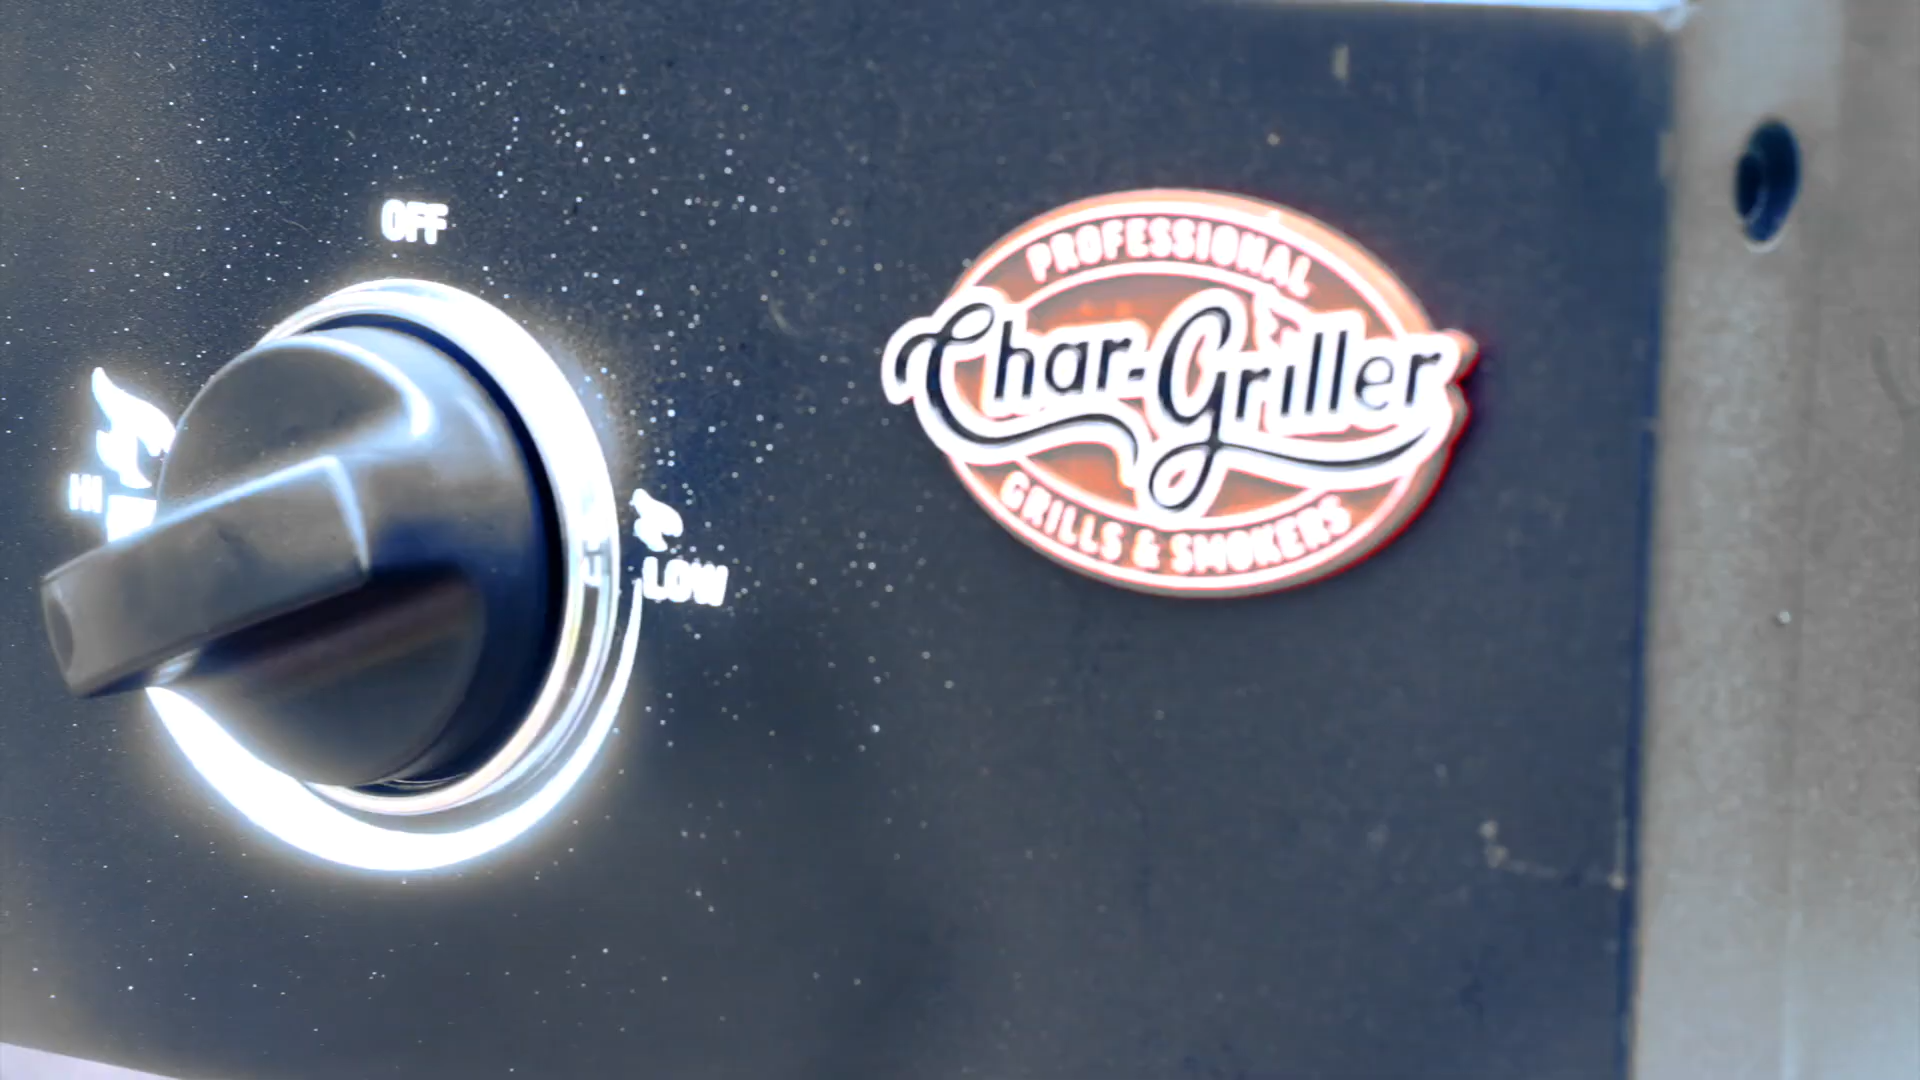 OFF
HI
LOW
PROFESSIONAL
Char-Griller
GRILLS & SMOKERS